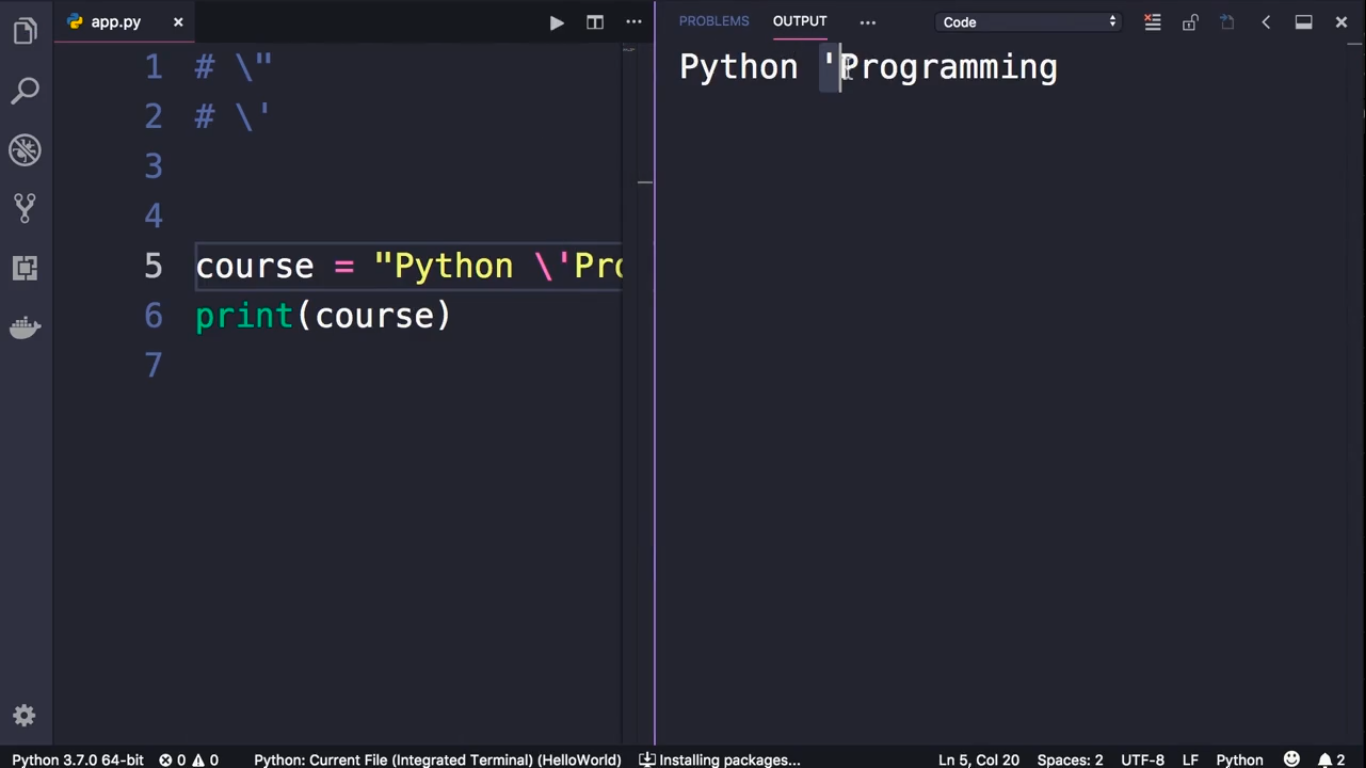 app.py
PROBLEMS OUTPUT ... Code
1 # \"
2 # \'
3
4
5 course = "Python \'Pro
6 print(course)
7
Python 'Programming
Python 3.7.0 64-bit 0 0 Python: Current File (Integrated Terminal) (HelloWorld) Installing packages... Ln 5, Col 20 Spaces: 2 UTF-8 LF Python 2